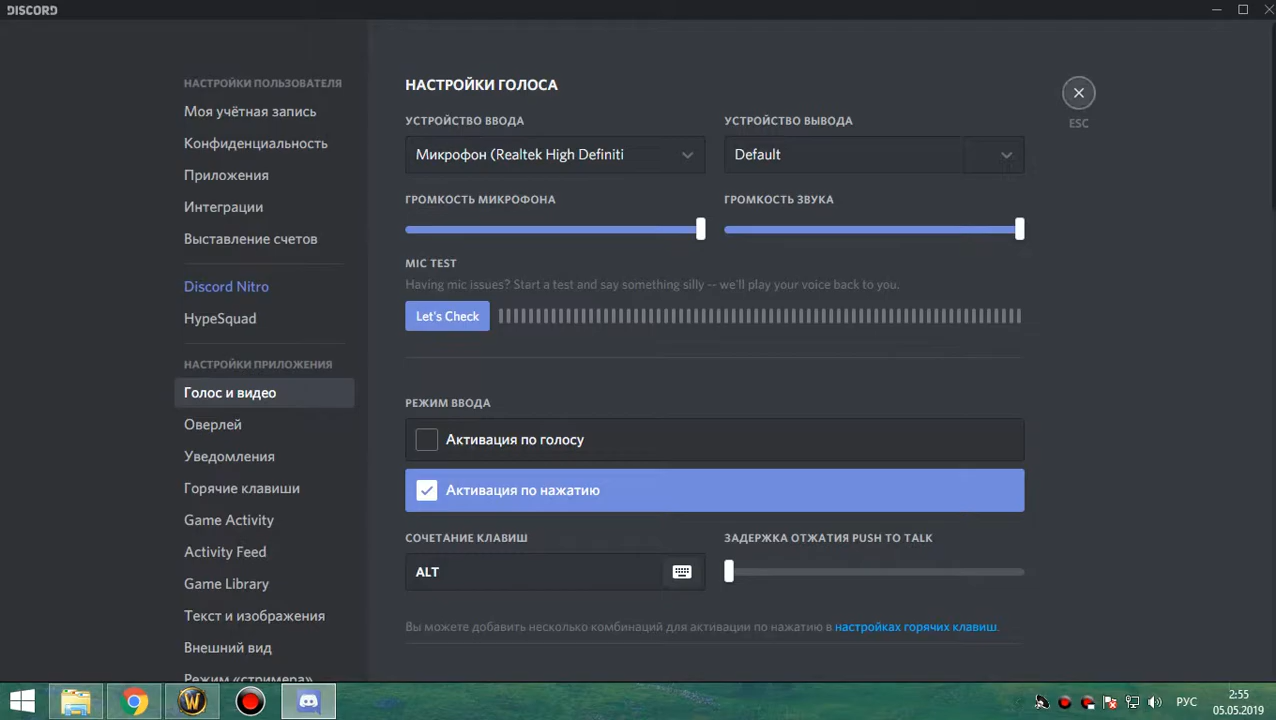 DISCORD
НАСТРОЙКИ ПОЛЬЗОВАТЕЛЯ
Моя учётная запись
Конфиденциальность
Приложения
Интеграции
Выставление счетов
Discord Nitro
HypeSquad
НАСТРОЙКИ ПРИЛОЖЕНИЯ
Голос и видео
Оверлей
Уведомления
Горячие клавиши
Game Activity
Activity Feed
Game Library
Текст и изображения
Внешний вид
Режим «стримера»
НАСТРОЙКИ ГОЛОСА
УСТРОЙСТВО ВВОДА
УСТРОЙСТВО ВЫВОДА
Микрофон (Realtek High Definiti
Default
ESC
ГРОМКОСТЬ МИКРОФОНА
ГРОМКОСТЬ ЗВУКА
MIC TEST
Having mic issues? Start a test and say something silly -- we'll play your voice back to you.
Let's Check
РЕЖИМ ВВОДА
Активация по голосу
Активация по нажатию
СОЧЕТАНИЕ КЛАВИШ
ЗАДЕРЖКА ОТЖАТИЯ PUSH TO TALK
ALT
Вы можете добавить несколько комбинаций для активации по нажатию в настройках горячих клавиш.
РУС
2:55
05.05.2019